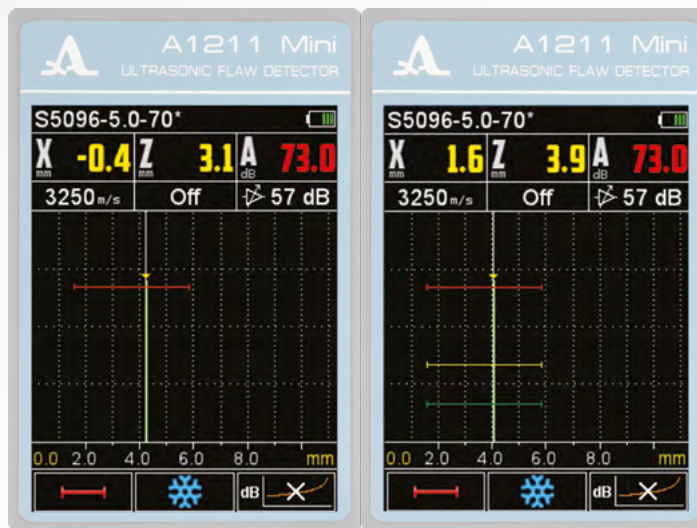 A1211 Mini
ULTRASONIC FLAW DETECTOR
S5096-5.0-70*
X mm -0.4 Z mm 3.1 A dB 73.0
3250 m/s Off 57 dB
0.0 2.0 4.0 6.0 8.0 mm
dB
A1211 Mini
ULTRASONIC FLAW DETECTOR
S5096-5.0-70*
X mm 1.6 Z mm 3.9 A dB 73.0
3250 m/s Off 57 dB
0.0 2.0 4.0 6.0 8.0 mm
dB